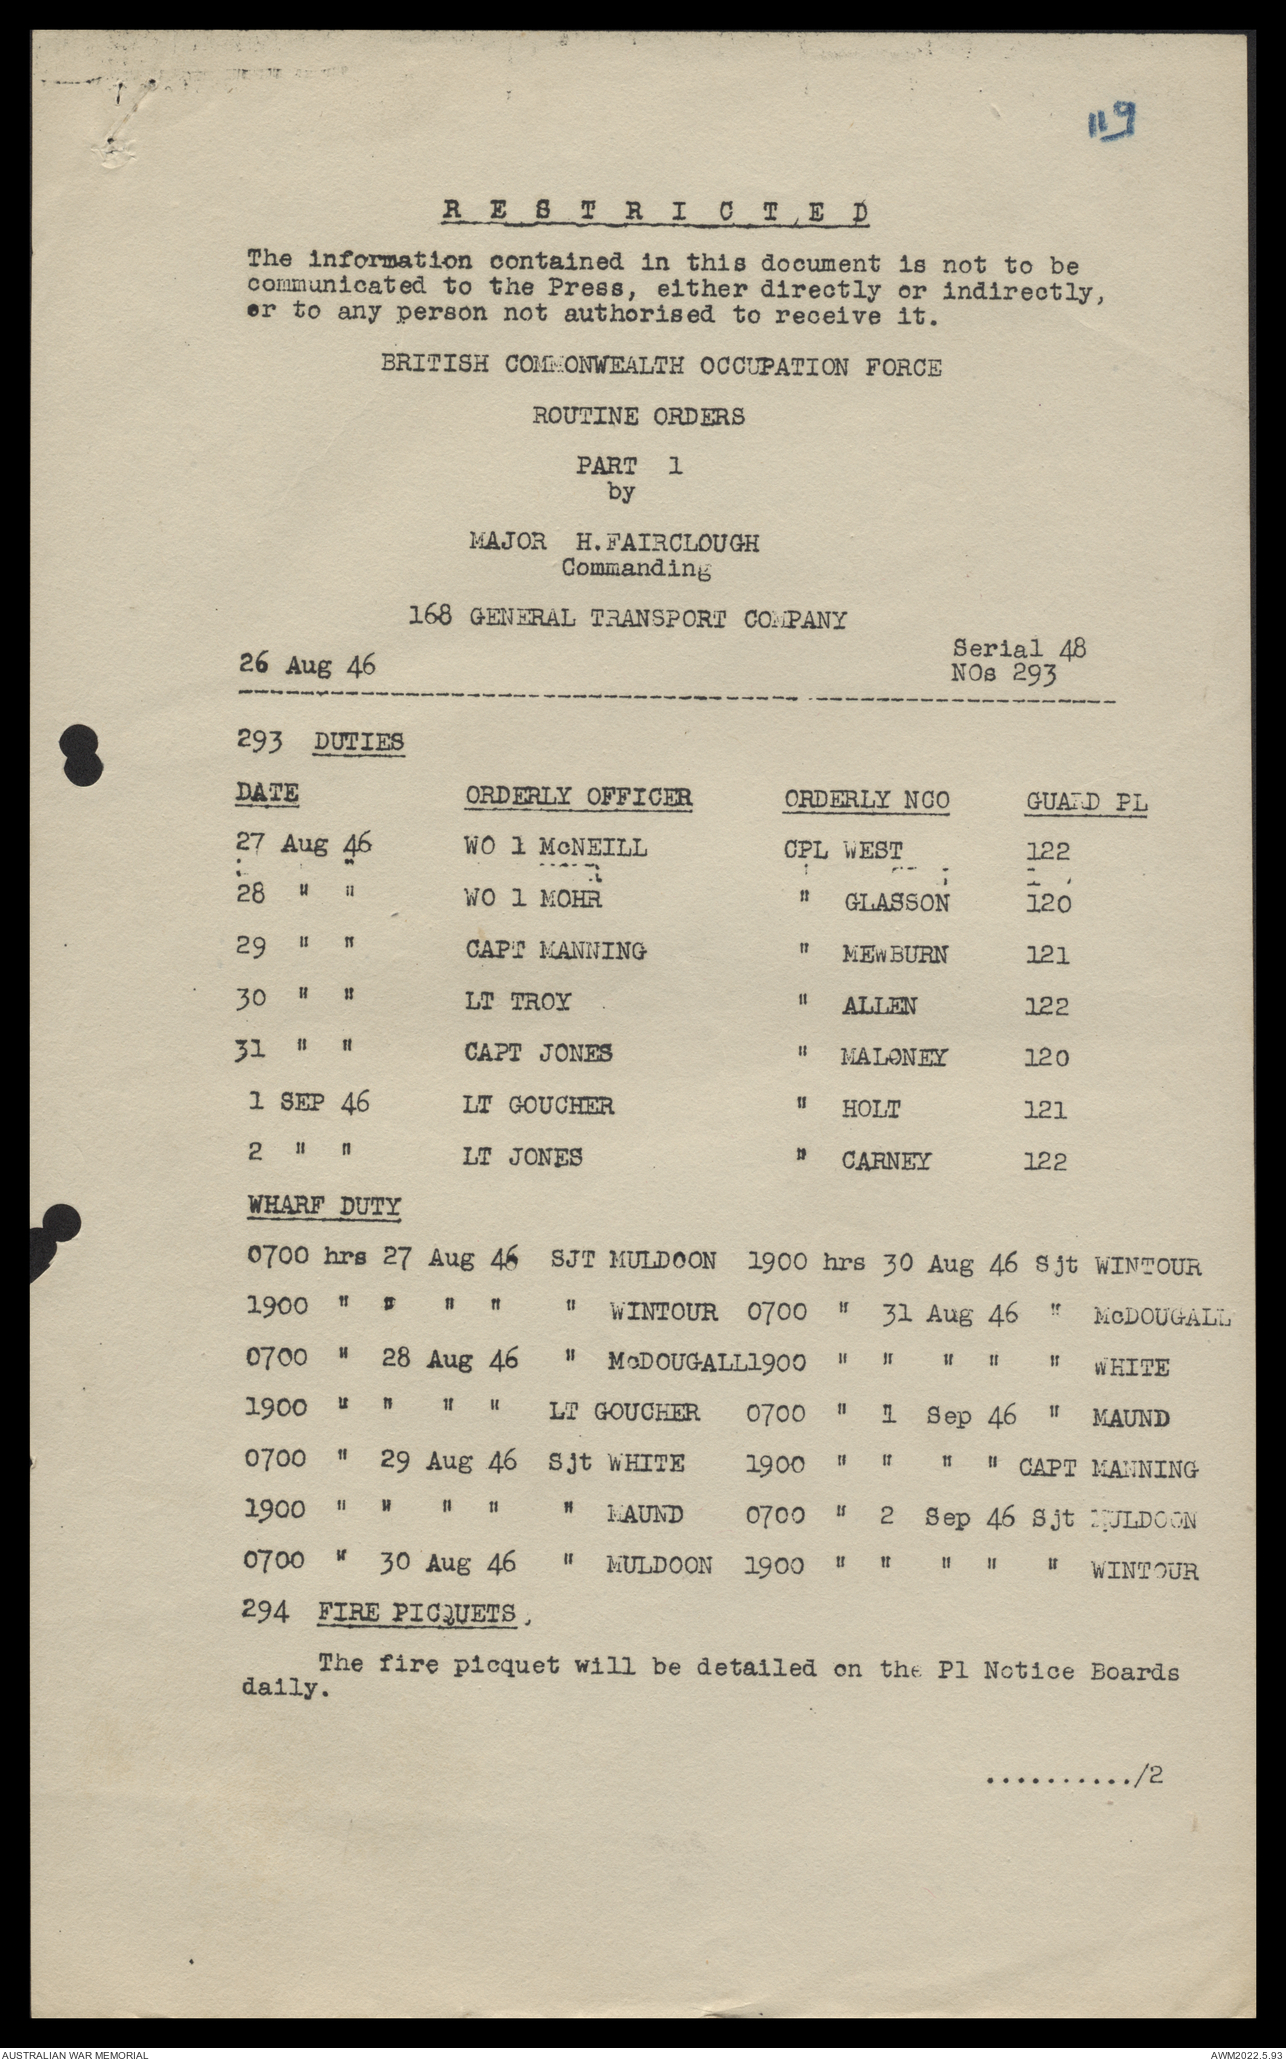 119
R E S T R I C T E D
The information contained in this document is not to be
communicated to the Press, either directly or indirectly,
or to any person not authorised to receive it.
BRITISH COMMONWEALTH OCCUPATION FORCE
ROUTINE ORDERS
PART 1
by
MAJOR H.FAIRCLOUGH
Commanding
168 GENERAL TRANSPORT COMPANY
Serial 48
26 Aug 46
NOs 293
293 DUTIES
DATE ORDERLY OFFICER ORDERLY NCO GUARD PL
27 Aug 46 WO 1 McNEILL CPL WEST 122
28 " " WO 1 MOHR " GLASSON 120
29 " " CAPT MANNING " MEWBURN 121
30 " " LT TROY " ALLEN 122
31 " " CAPT JONES " MALONEY 120
1 SEP 46 LT GOUCHER " HOLT 121
2 " " LT JONES " CARNEY 122
WHARF DUTY
0700 hrs 27 Aug 46 SJT MULDOON 1900 hrs 30 Aug 46 Sjt WINTOUR
1900 " " " " " WINTOUR 0700 " 31 Aug 46 " McDOUGALL
0700 " 28 Aug 46 " McDOUGALL1900 " " " " " WHITE
1900 " " " " LT GOUCHER 0700 " 1 Sep 46 " MAUND
0700 " 29 Aug 46 Sjt WHITE 1900 " " " " CAPT MANNING
1900 " " " " " MAUND 0700 " 2 Sep 46 Sjt MULDOON
0700 " 30 Aug 46 " MULDOON 1900 " " " " " WINTOUR
294 FIRE PICQUETS.
The fire picquet will be detailed on the Pl Notice Boards
daily.
........../2
AUSTRALIAN WAR MEMORIAL AWM2022.5.93